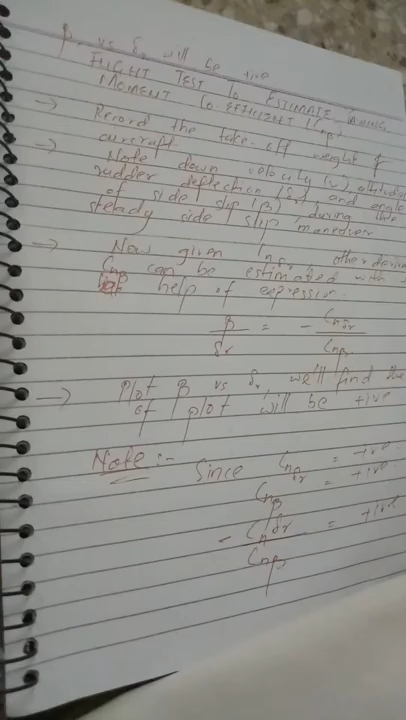 β vs δr will be +ive
FLIGHT TEST TO ESTIMATE YAWING
MOMENT CO-EFFICIENT (Cnβ)
→ Record the take-off weight of
aircraft
→ Note down velocity (v), altitude
rudder deflection (δr) and angle
of side slip (β) during the
steady side slip maneuver
→ Now given Cnδr, other
Cnβ can be estimated with
help of expression.
β/δr = - Cnδr/Cnβ
→ Plot β vs δr, we'll find the
of plot will be +ive
Note :- Since Cnδr = -ive
Cnβ = +ive
- Cnδr/Cnβ = +ive